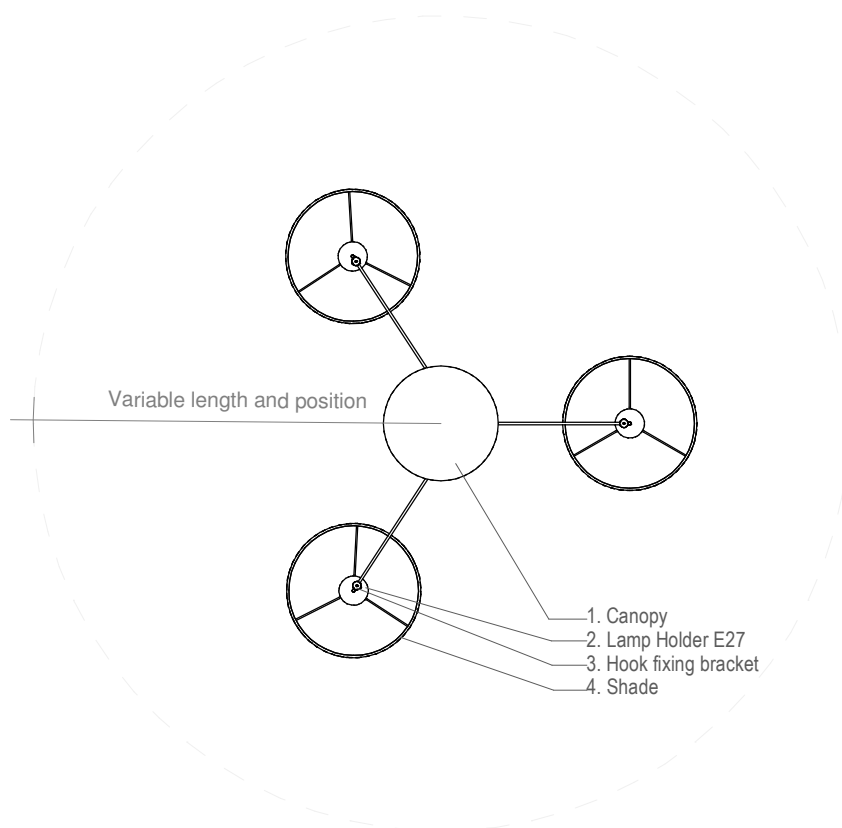 Variable length and position
1. Canopy
2. Lamp Holder E27
3. Hook fixing bracket
4. Shade